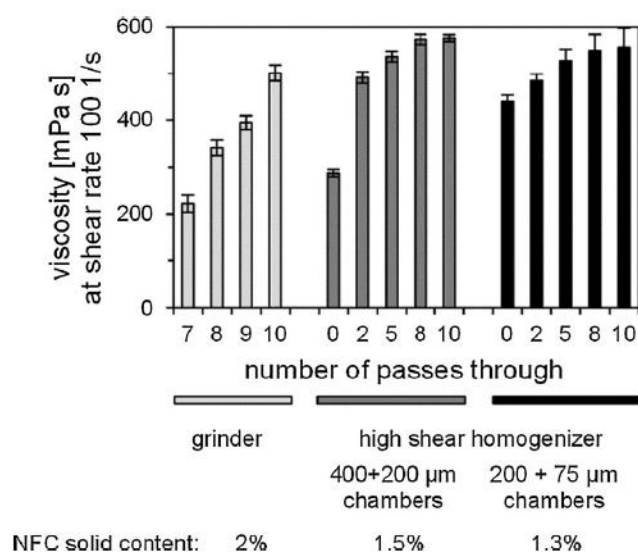 viscosity [mPa s]
at shear rate 100 1/s
600
400
200
0
7 8 9 10 0 2 5 8 10 0 2 5 8 10
number of passes through
grinder high shear homogenizer
400+200 µm 200 + 75 µm
chambers chambers
NFC solid content: 2% 1.5% 1.3%